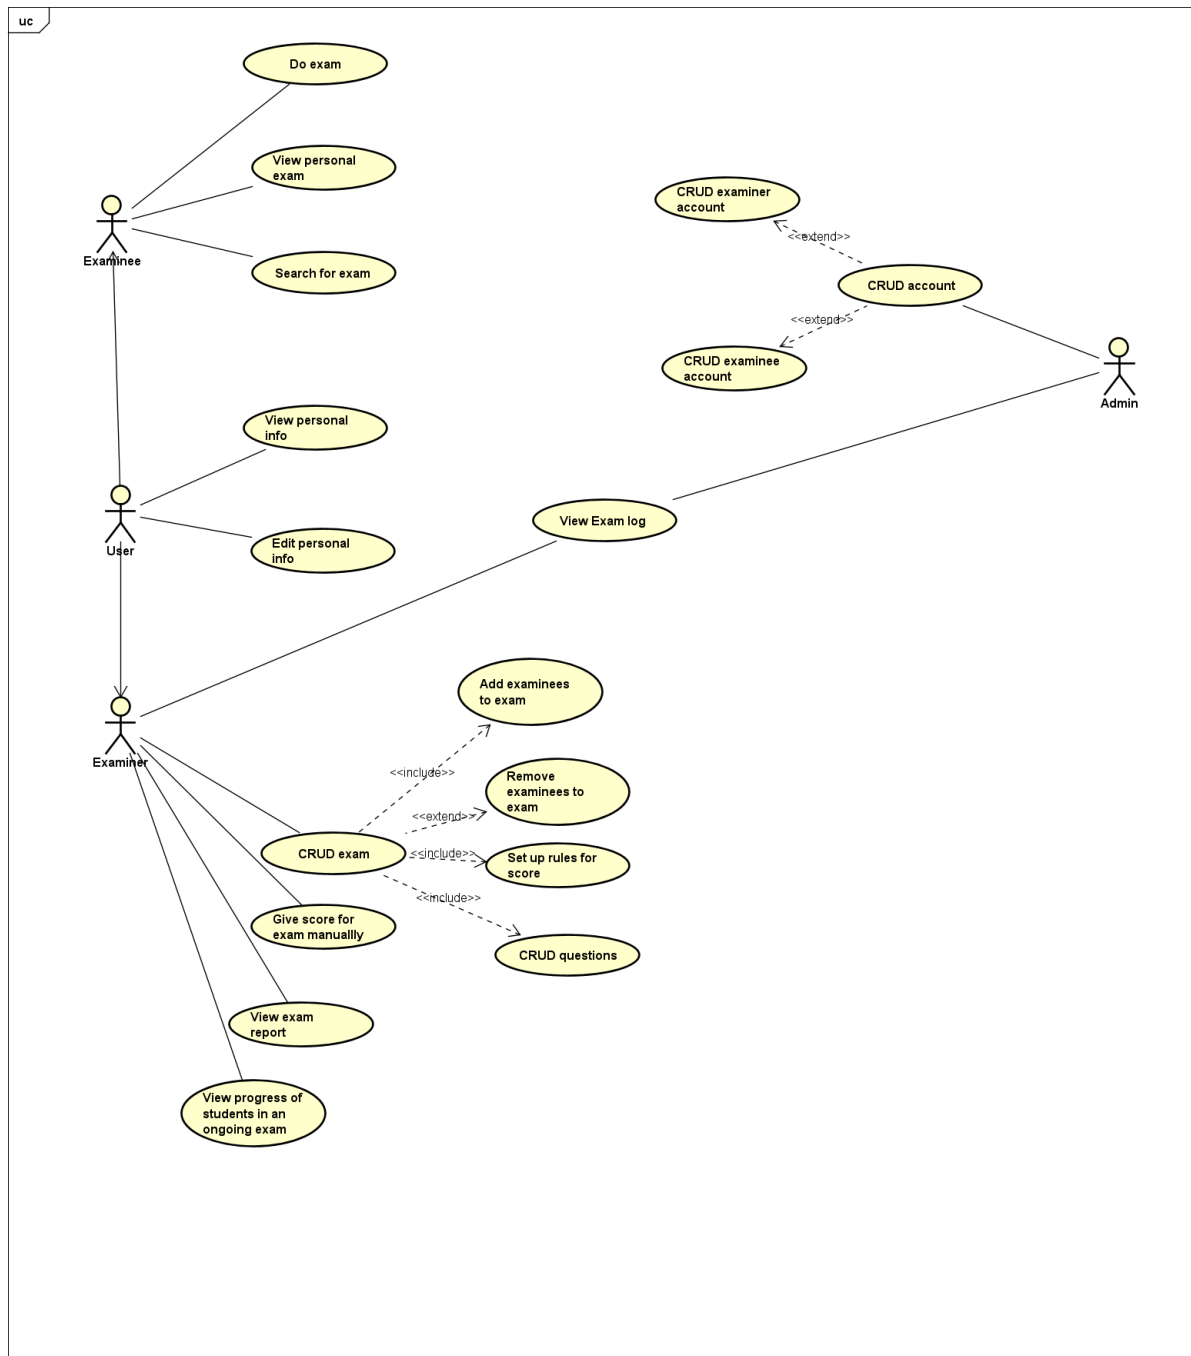 uc
Do exam
View personal
exam
Examinee
Search for exam
CRUD examiner
account
<<extend>>
CRUD account
<<extend>>
CRUD examinee
account
Admin
View personal
info
User
Edit personal
info
View Exam log
Add examinees
to exam
Examiner
<<include>>
Remove
examinees to
exam
<<extend>>
CRUD exam
<<include>>
Set up rules for
score
<<include>>
Give score for
exam manuallly
CRUD questions
View exam
report
View progress of
students in an
ongoing exam